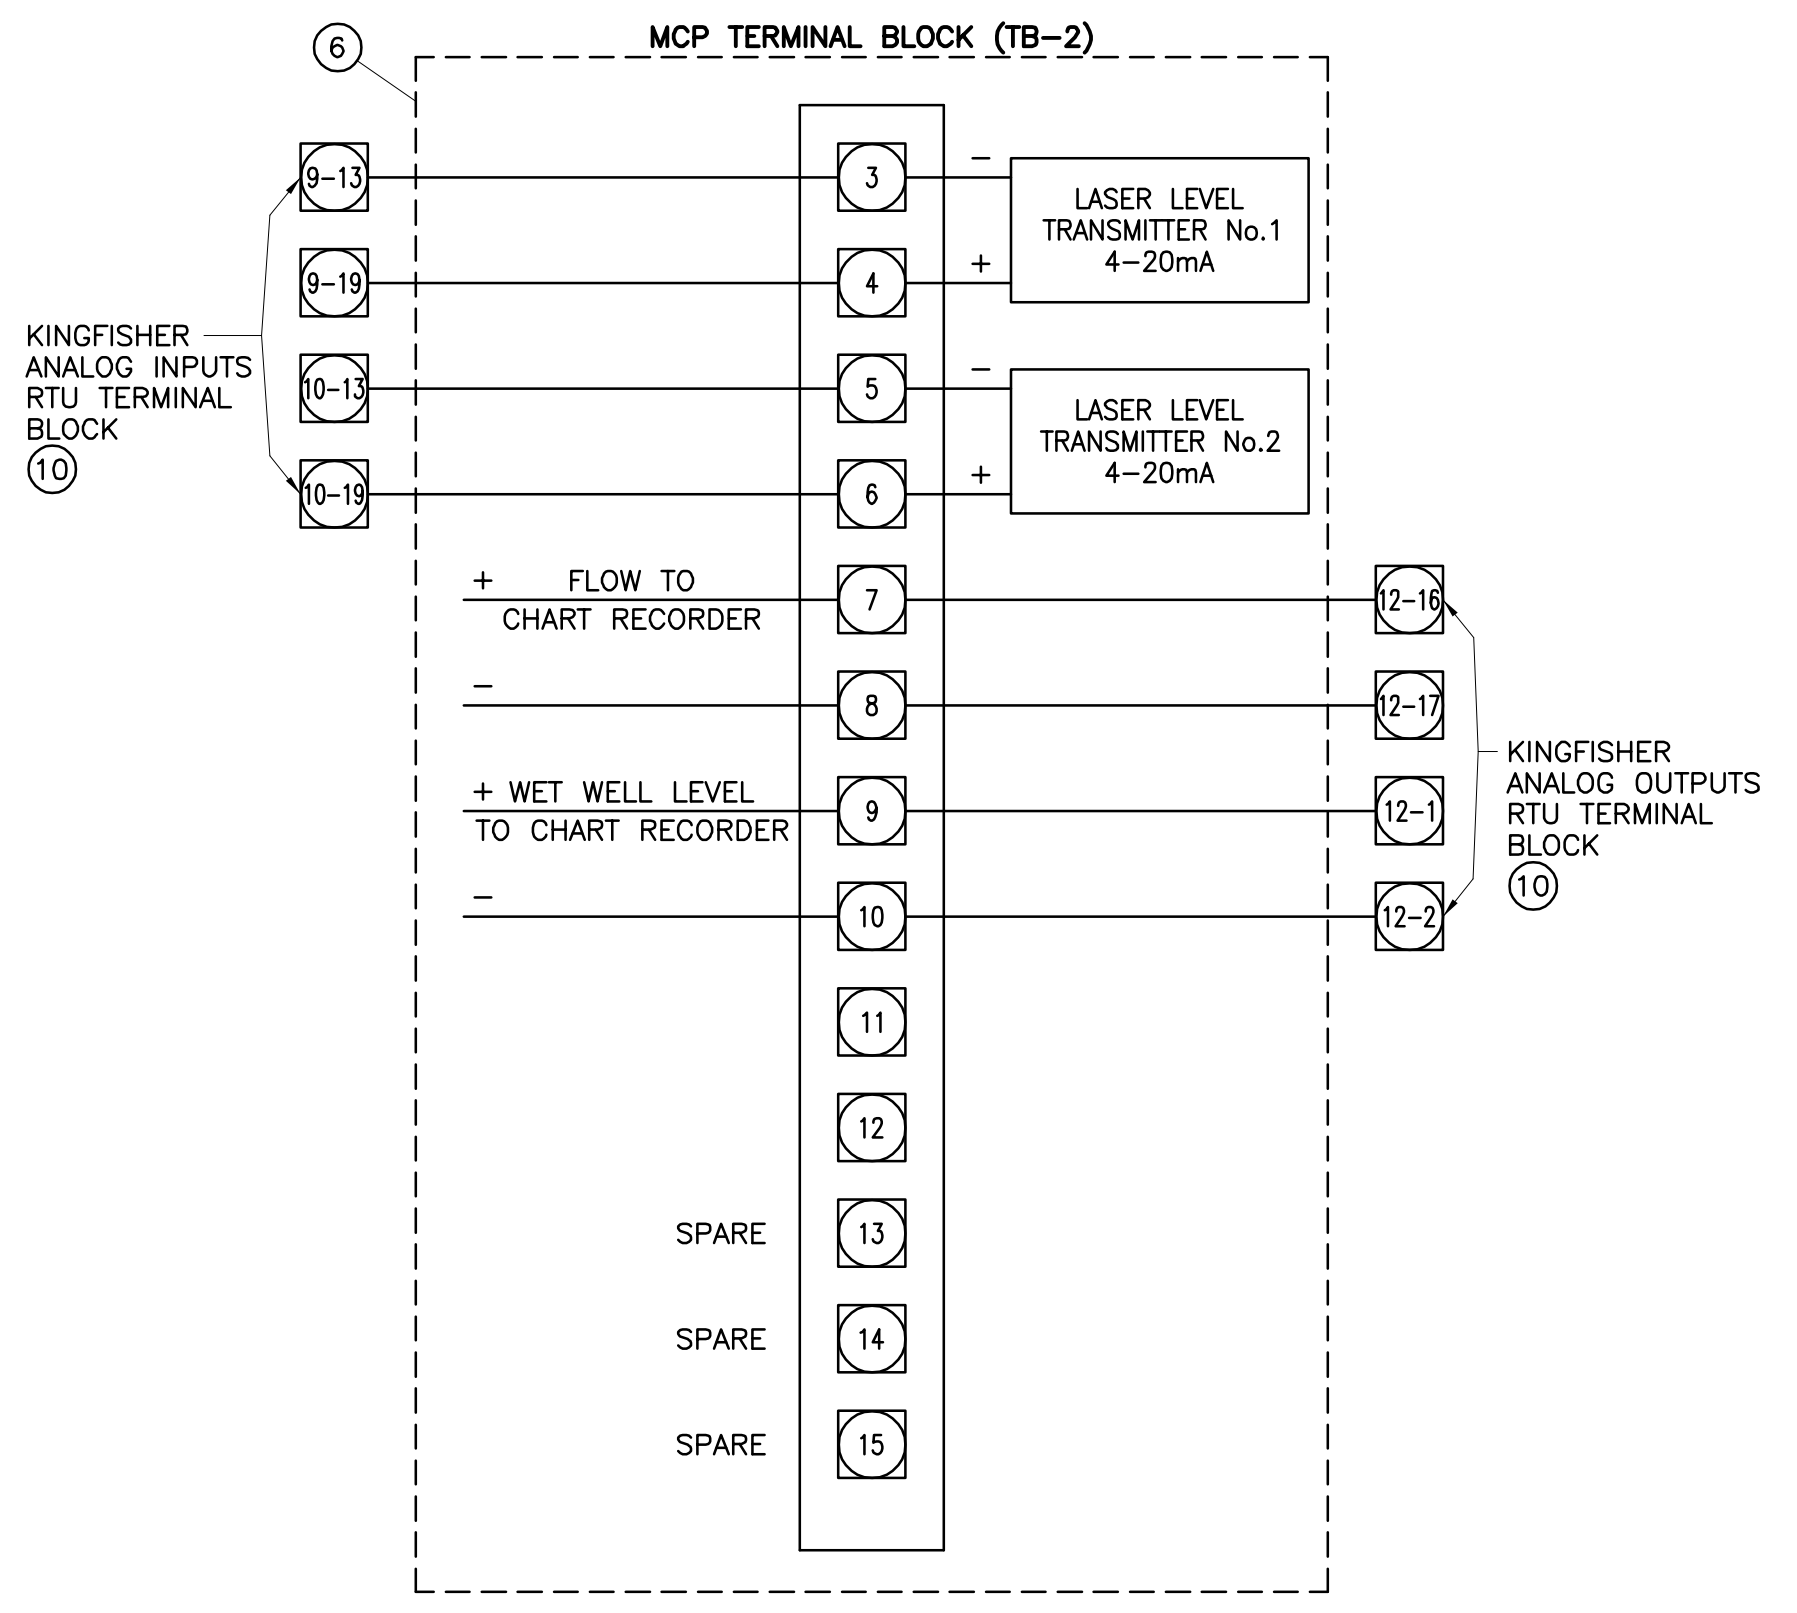 MCP TERMINAL BLOCK (TB-2)
6
9-13
3
-
LASER LEVEL
TRANSMITTER No.1
4-20mA
9-19
4
+
KINGFISHER
ANALOG INPUTS
RTU TERMINAL
BLOCK
10
10-13
5
-
LASER LEVEL
TRANSMITTER No.2
4-20mA
10-19
6
+
+ FLOW TO
CHART RECORDER
7
12-16
-
8
12-17
KINGFISHER
ANALOG OUTPUTS
RTU TERMINAL
BLOCK
10
+ WET WELL LEVEL
TO CHART RECORDER
9
12-1
-
10
12-2
11
12
SPARE 13
SPARE 14
SPARE 15